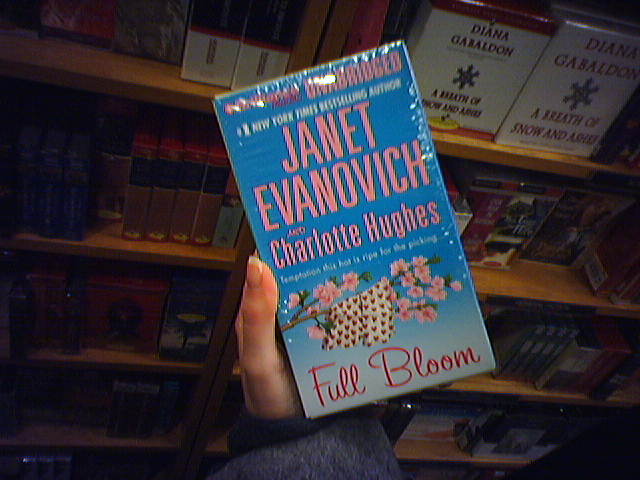 UNABRIDGED
#1 NEW YORK TIMES BESTSELLING AUTHOR
JANET
EVANOVICH
AND
Charlotte Hughes
Temptation this hot is ripe for the picking
Full Bloom
DIANA
GABALDON
A BREATH OF
SNOW AND ASHES
DIANA
GABALDON
A BREATH OF
SNOW AND ASHES